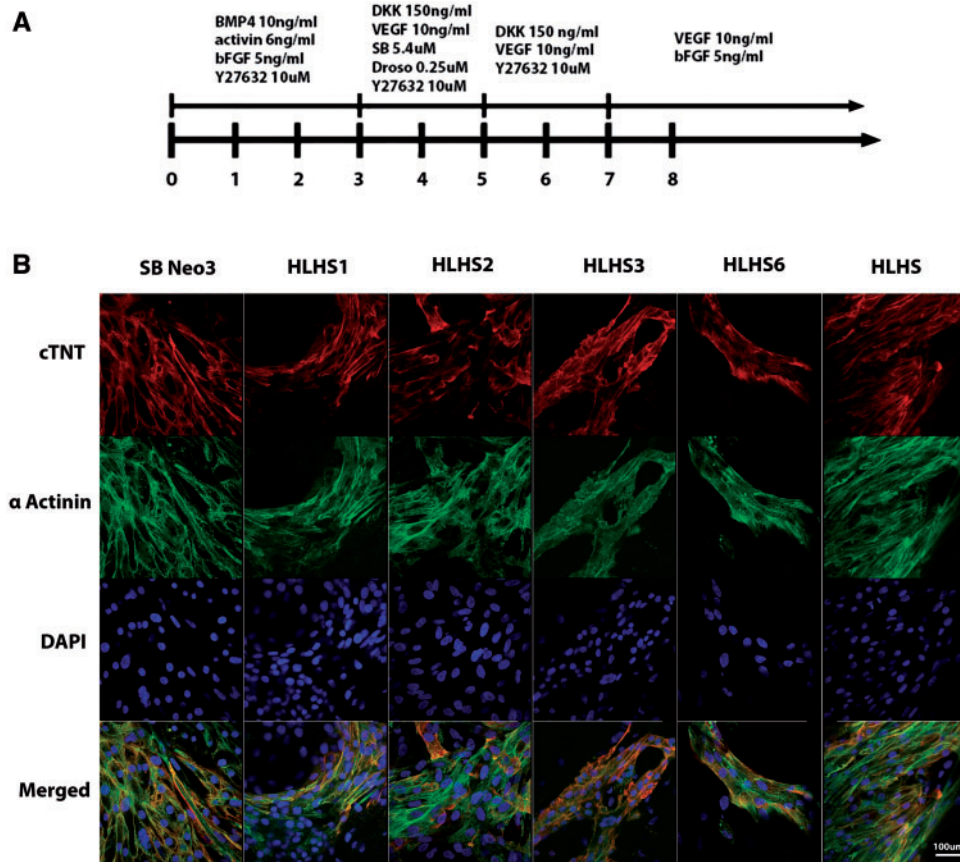 A
BMP4 10ng/ml
activin 6ng/ml
bFGF 5ng/ml
Y27632 10uM
DKK 150ng/ml
VEGF 10ng/ml
SB 5.4uM
Droso 0.25uM
Y27632 10uM
DKK 150 ng/ml
VEGF 10ng/ml
Y27632 10uM
VEGF 10ng/ml
bFGF 5ng/ml
0 1 2 3 4 5 6 7 8
B
SB Neo3 HLHS1 HLHS2 HLHS3 HLHS6 HLHS
cTNT
α Actinin
DAPI
Merged
100um